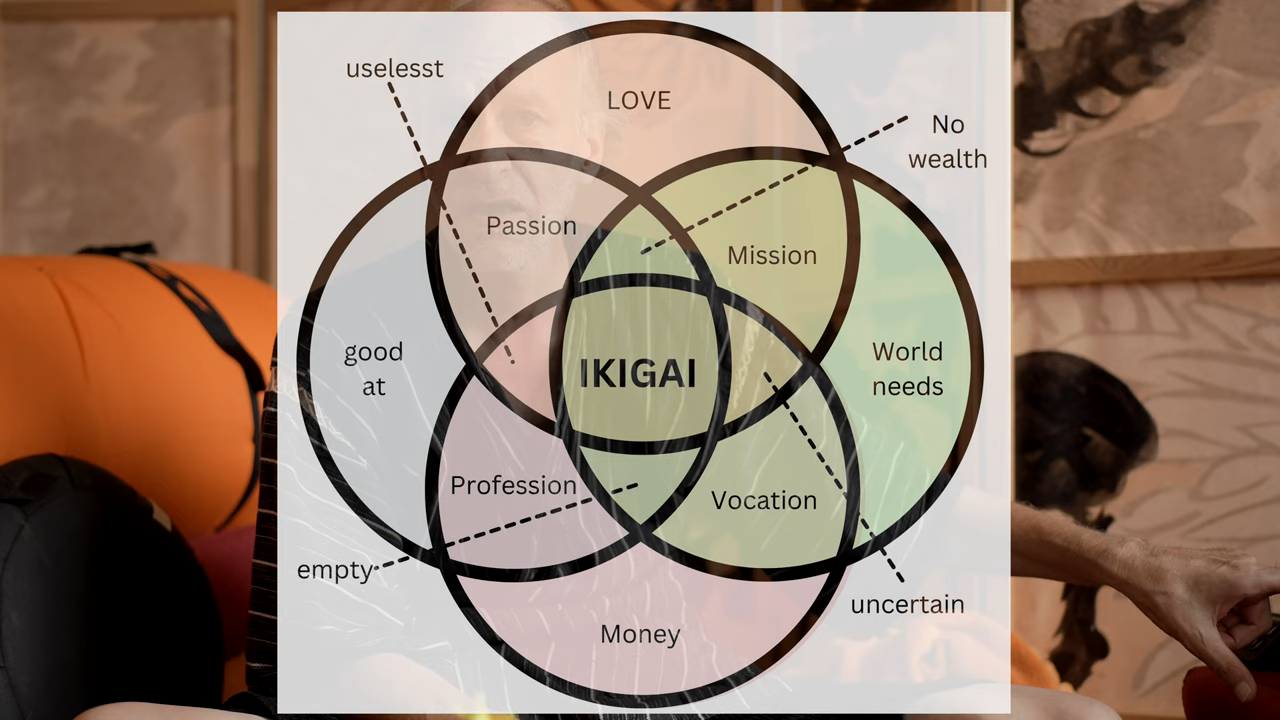 uselesst
LOVE
No
wealth
Passion
Mission
good
at
IKIGAI
World
needs
Profession
Vocation
empty
uncertain
Money